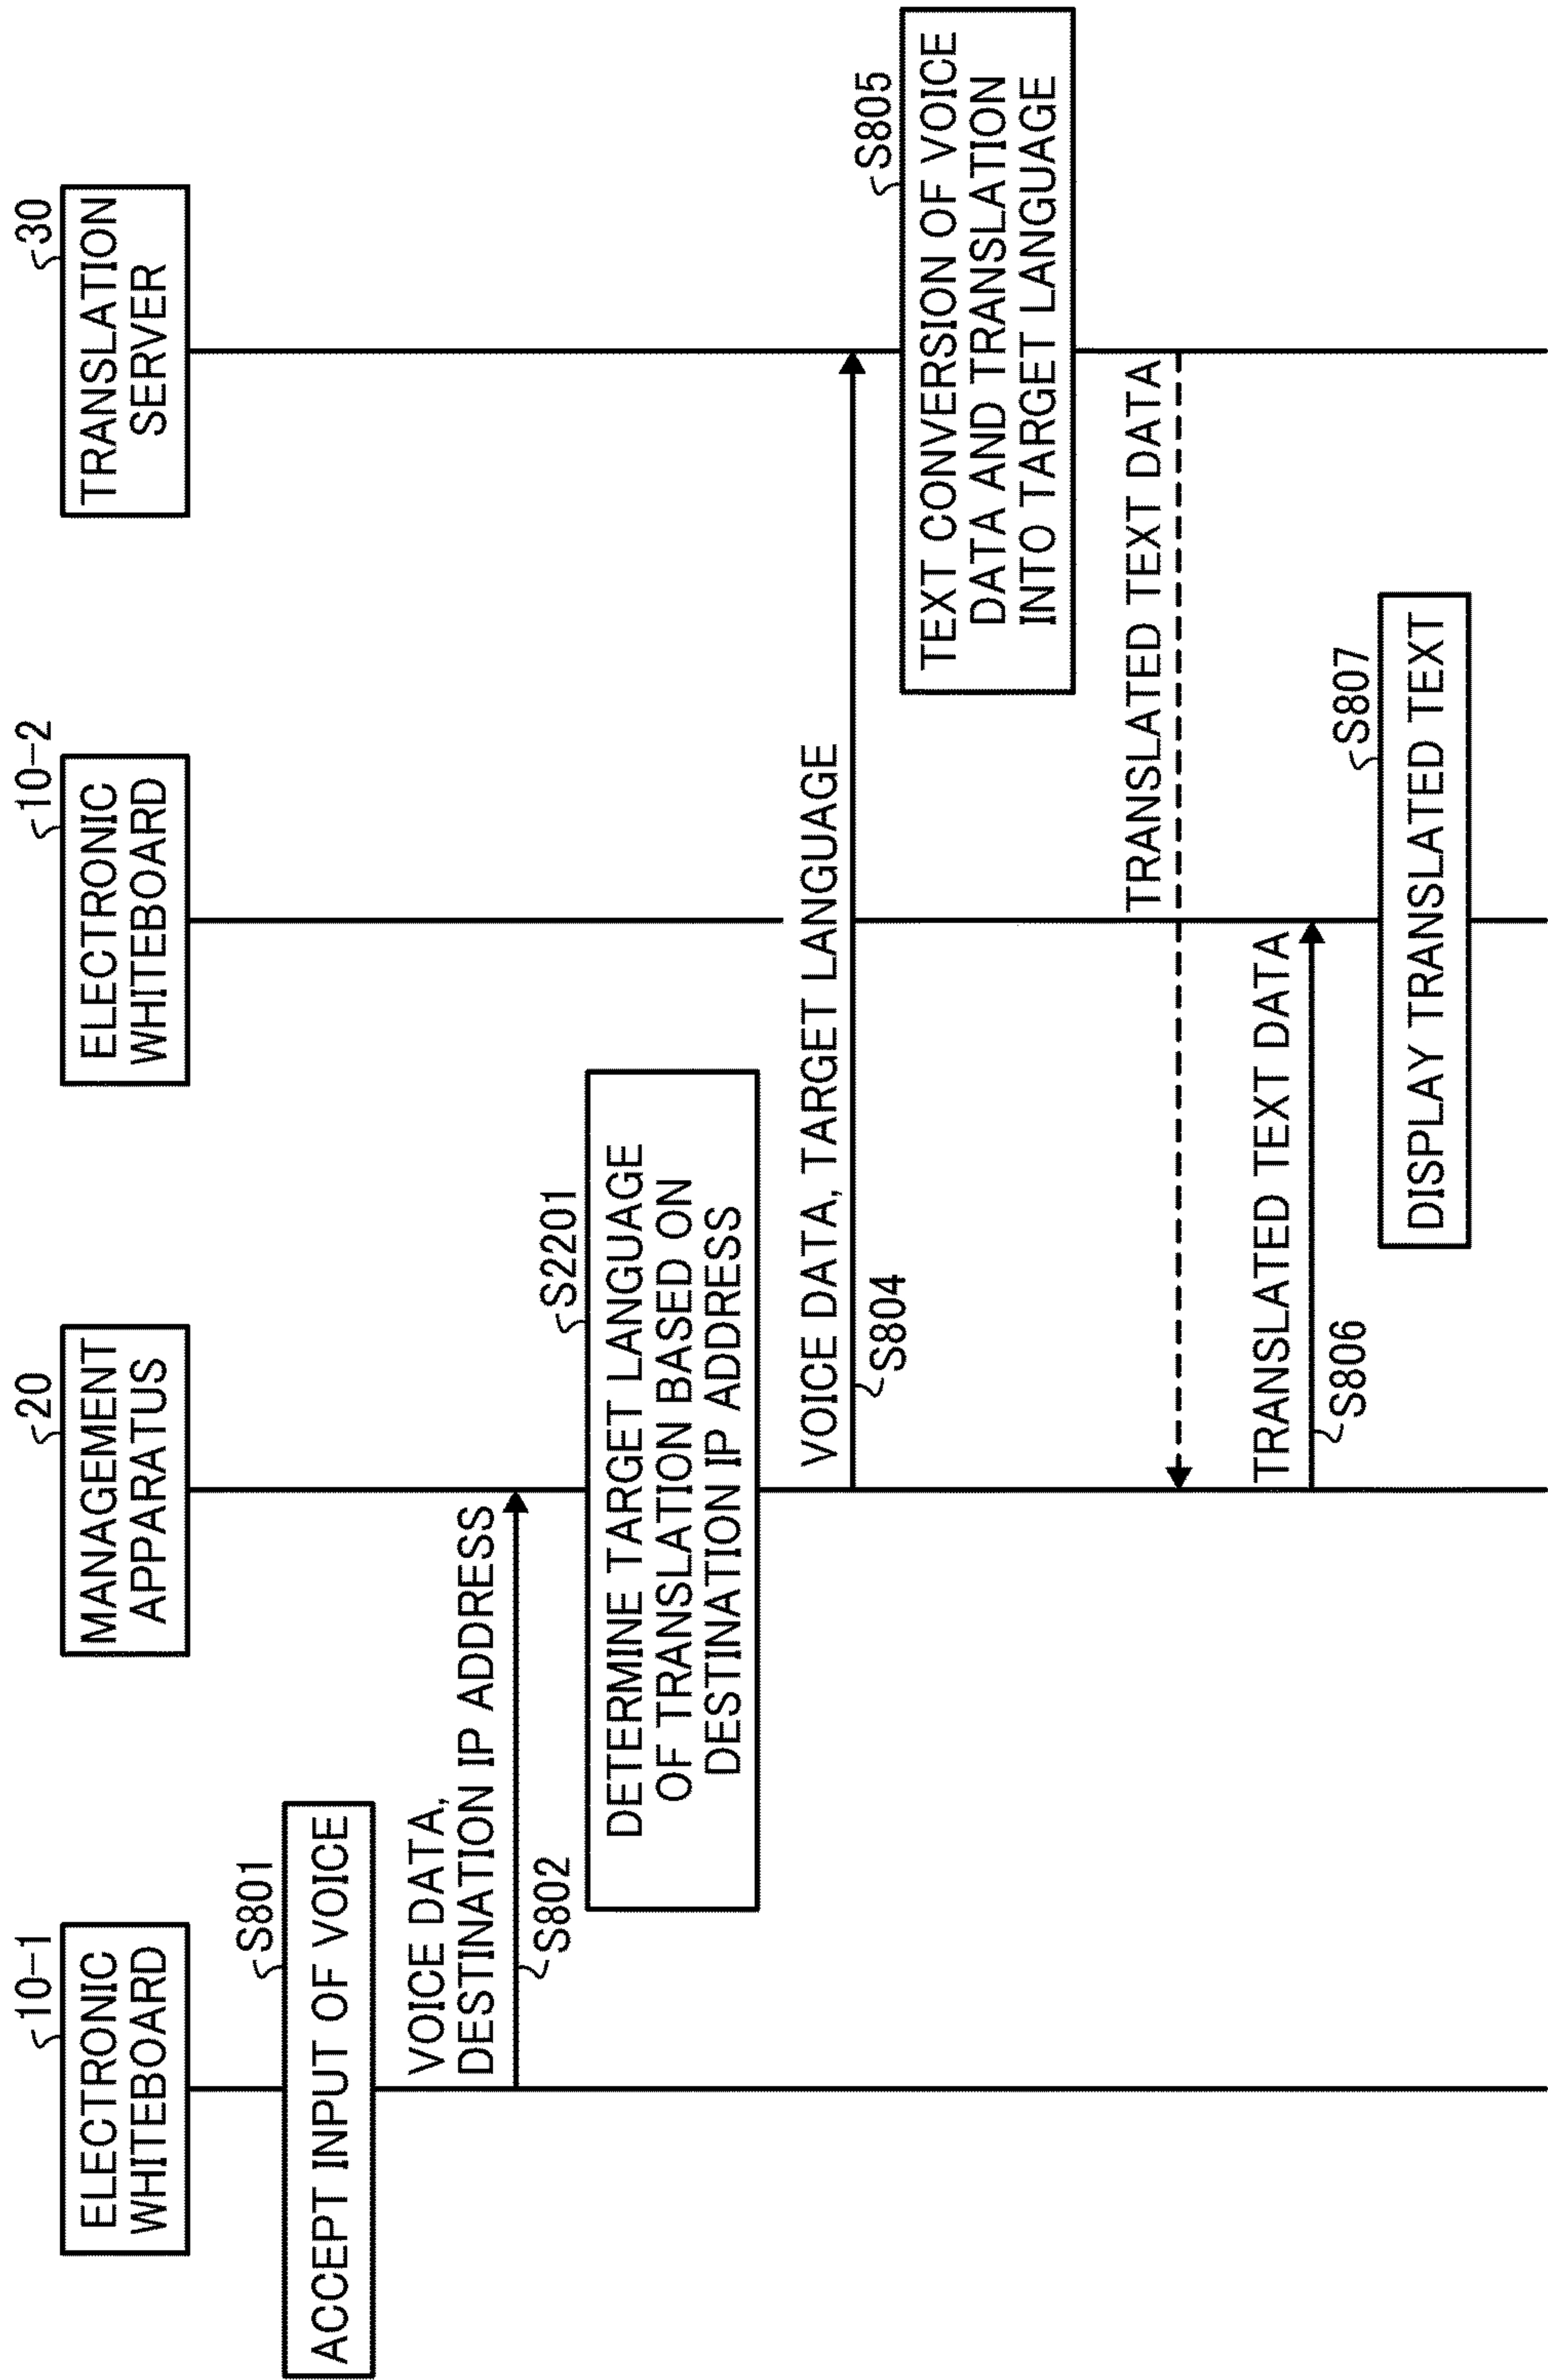 10-1
ELECTRONIC
WHITEBOARD
20
MANAGEMENT
APPARATUS
10-2
ELECTRONIC
WHITEBOARD
30
TRANSLATION
SERVER
S801
ACCEPT INPUT OF VOICE
VOICE DATA,
DESTINATION IP ADDRESS
S802
S2201
DETERMINE TARGET LANGUAGE
OF TRANSLATION BASED ON
DESTINATION IP ADDRESS
VOICE DATA, TARGET LANGUAGE
S804
S805
TEXT CONVERSION OF VOICE
DATA AND TRANSLATION
INTO TARGET LANGUAGE
TRANSLATED TEXT DATA
TRANSLATED TEXT DATA
S806
S807
DISPLAY TRANSLATED TEXT